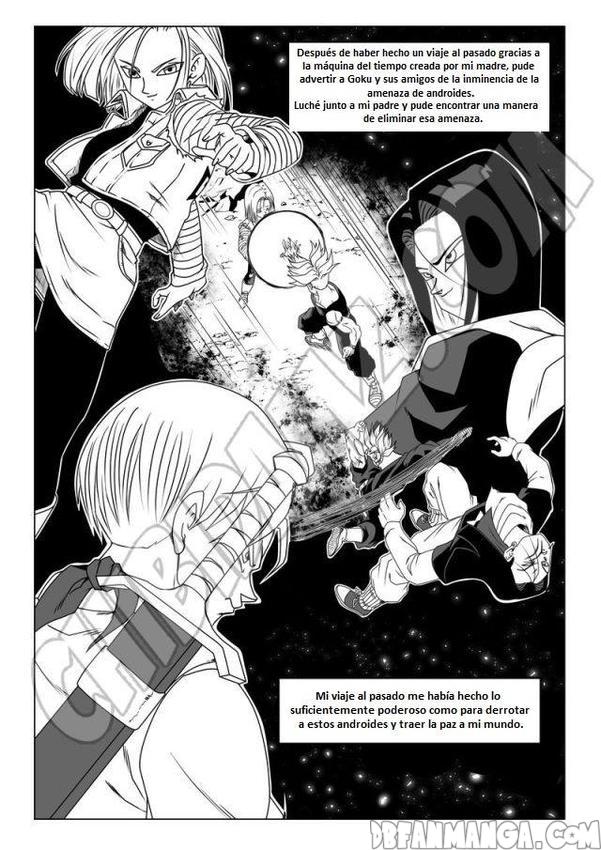 Después de haber hecho un viaje al pasado gracias a
la máquina del tiempo creada por mi madre, pude
advertir a Goku y sus amigos de la inminencia de la
amenaza de androides.
Luché junto a mi padre y pude encontrar una manera
de eliminar esa amenaza.
Mi viaje al pasado me había hecho lo
suficientemente poderoso como para derrotar
a estos androides y traer la paz a mi mundo.
DBFANMANGA.COM